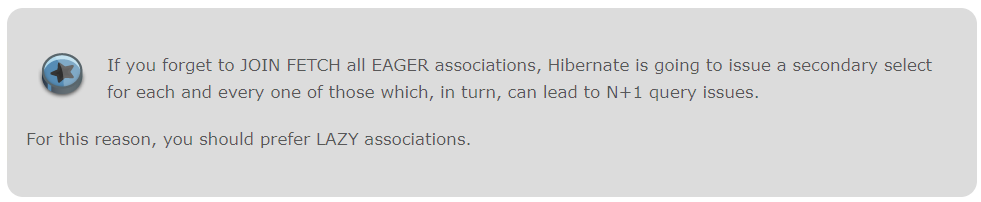 If you forget to JOIN FETCH all EAGER associations, Hibernate is going to issue a secondary select
for each and every one of those which, in turn, can lead to N+1 query issues.
For this reason, you should prefer LAZY associations.